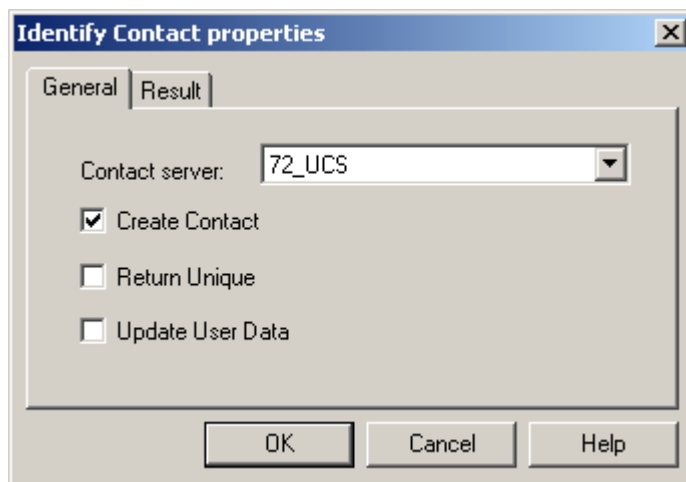 Identify Contact properties
General Result
Contact server: 72_UCS
Create Contact
Return Unique
Update User Data
OK Cancel Help